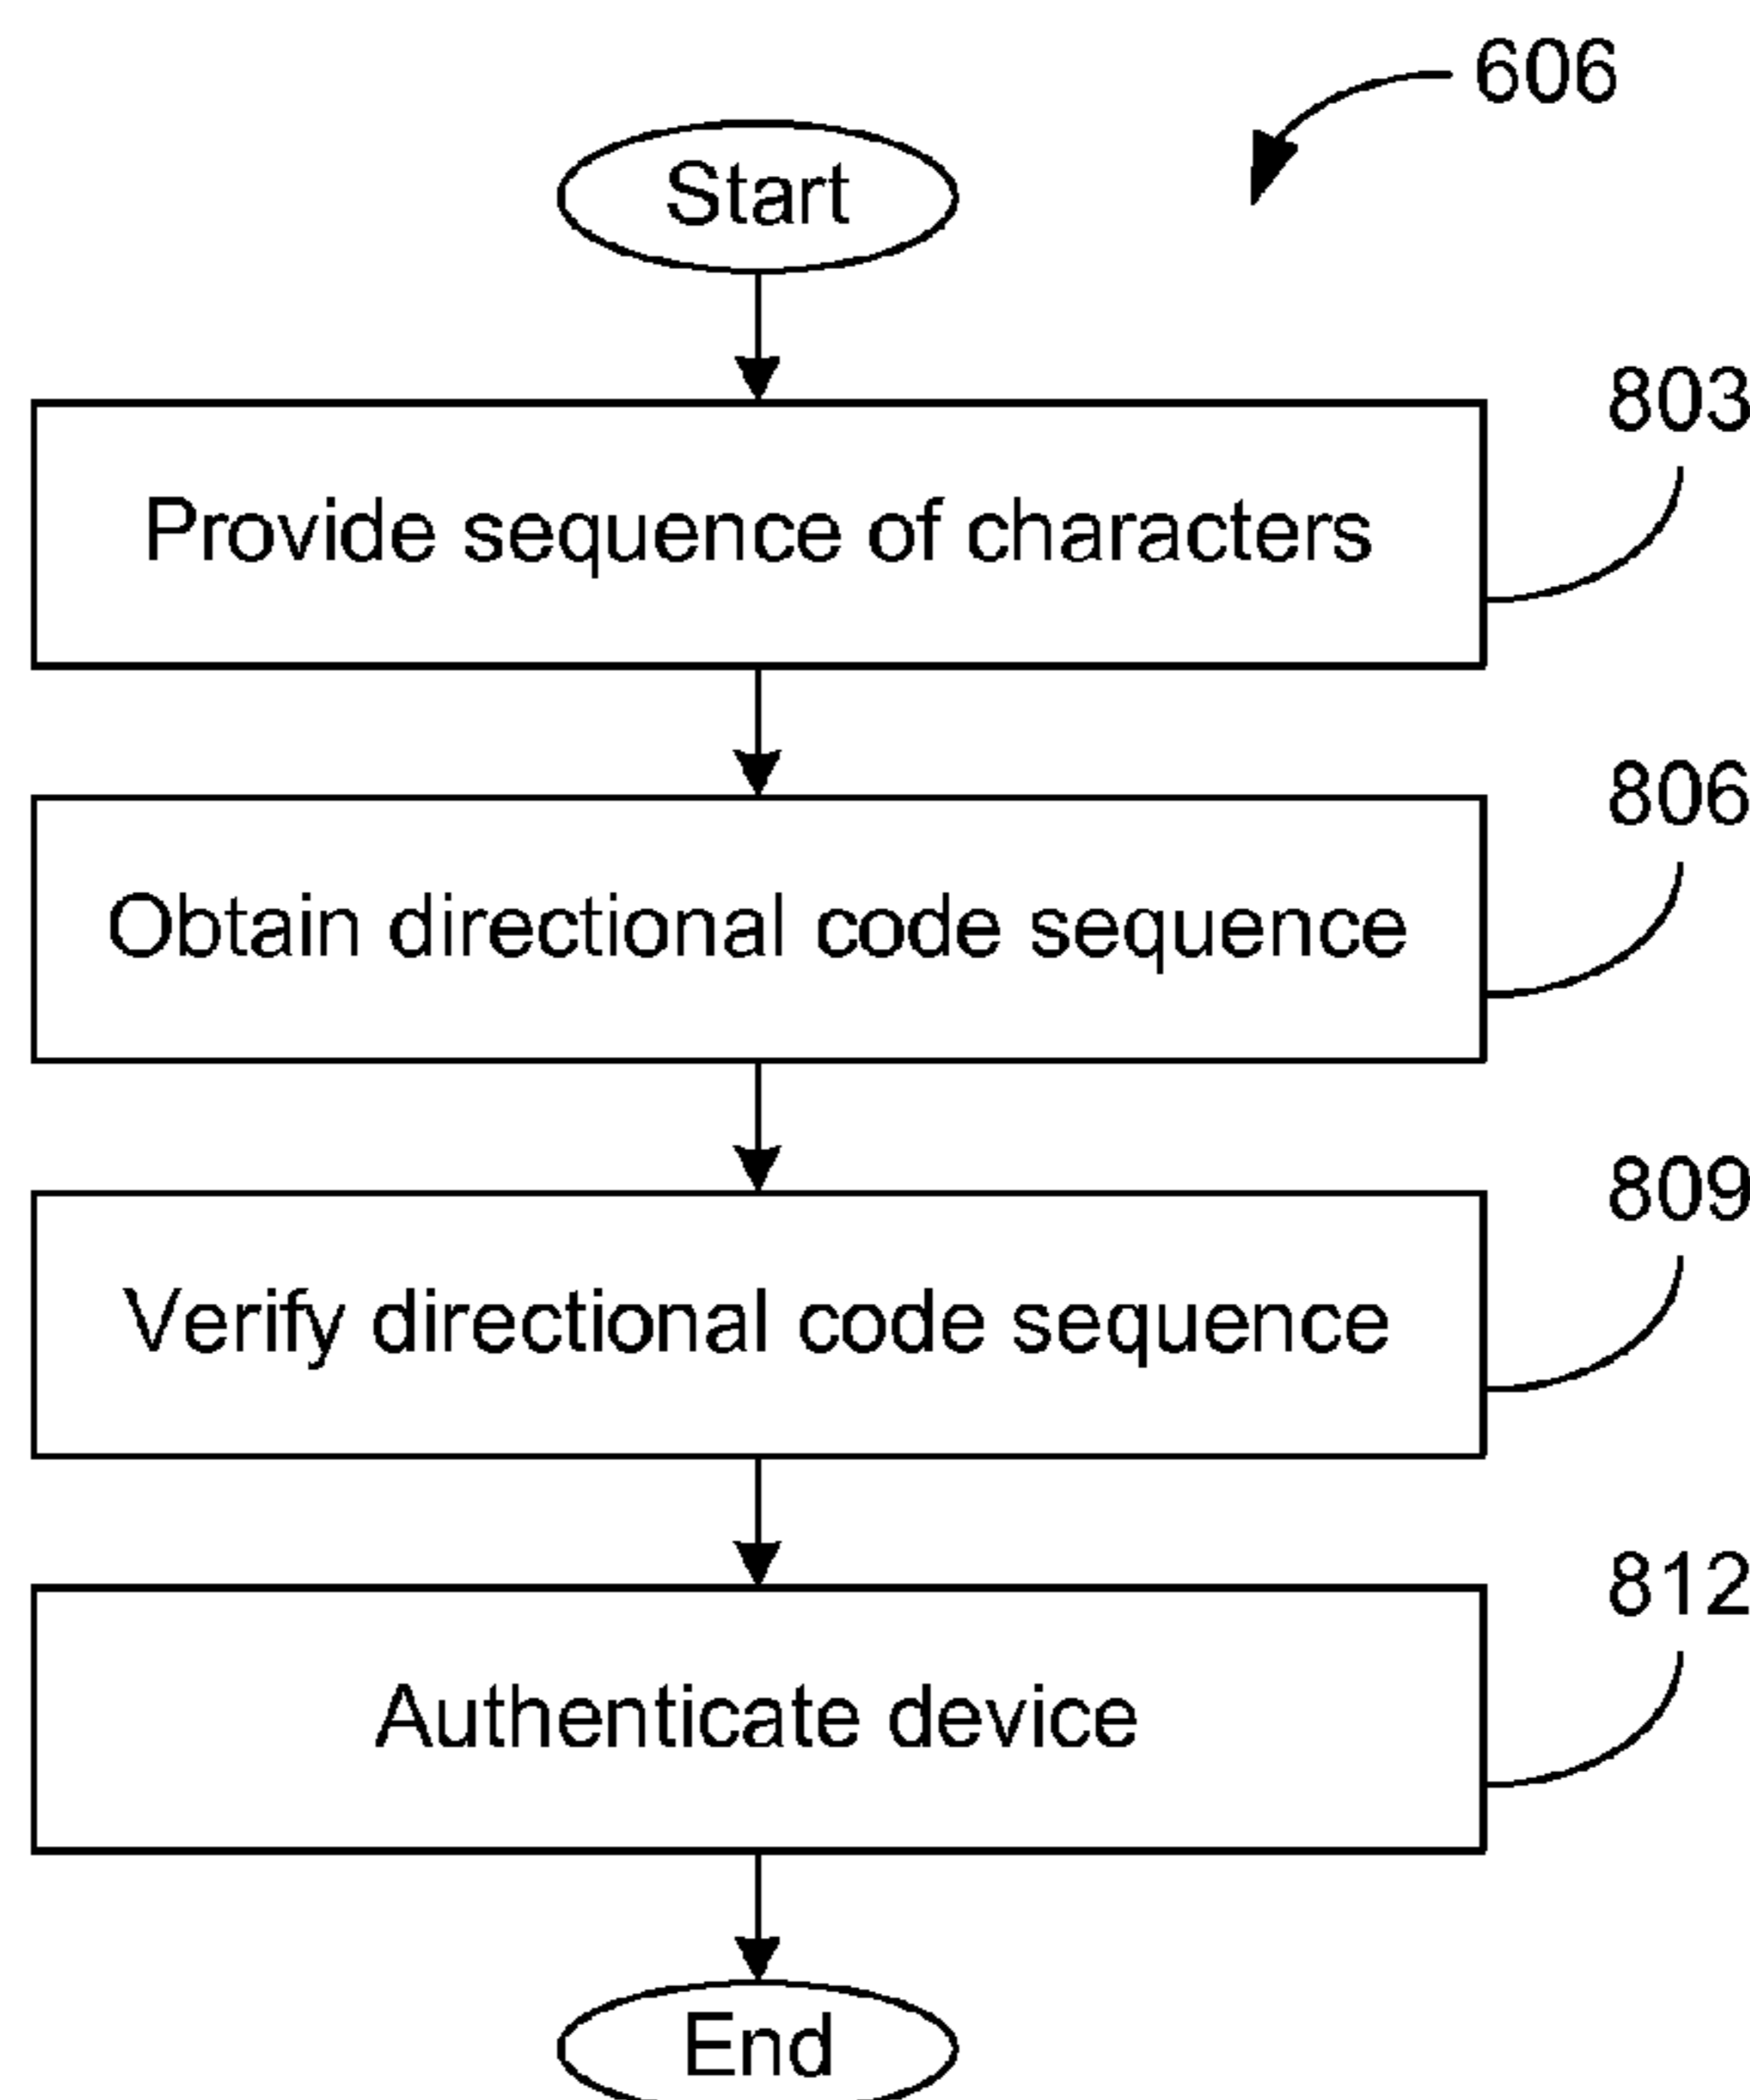 606
Start
803
Provide sequence of characters
806
Obtain directional code sequence
809
Verify directional code sequence
812
Authenticate device
End